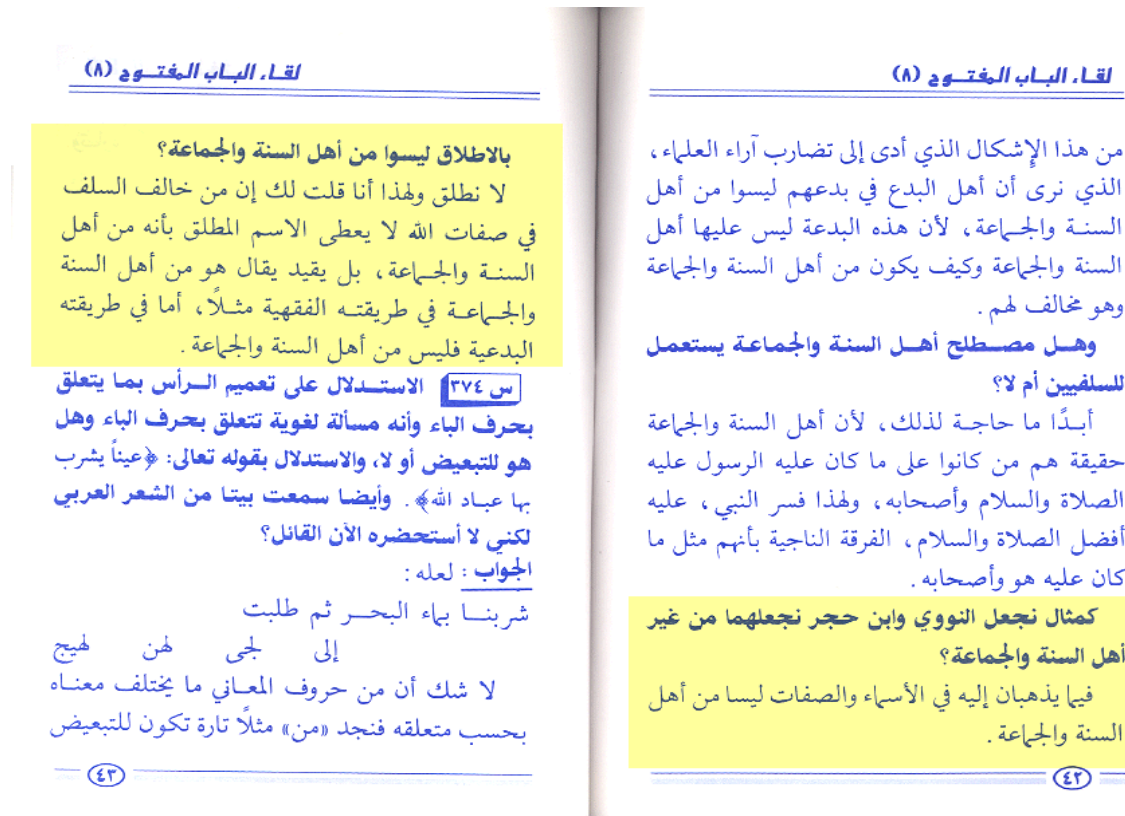 لقاء الباب المفتوح (٨)
من هذا الإشكال الذي أدى إلى تضارب آراء العلماء،
الذي نرى أن أهل البدع في بدعهم ليسوا من أهل
السنة والجماعة، لأن هذه البدعة ليس عليها أهل
السنة والجماعة وكيف يكون من أهل السنة والجماعة
وهو مخالف لهم.
وهل مصطلح أهل السنة والجماعة يستعمل
للسلفيين أم لا؟
أبدًا ما حاجة لذلك، لأن أهل السنة والجماعة
حقيقة هم من كانوا على ما كان عليه الرسول عليه
الصلاة والسلام وأصحابه، ولهذا فسر النبي، عليه
أفضل الصلاة والسلام، الفرقة الناجية بأنهم مثل ما
كان عليه هو وأصحابه.
كمثال نجعل النووي وابن حجر نجعلهما من غير
أهل السنة والجماعة؟
فيما يذهبان إليه في الأسماء والصفات ليسا من أهل
السنة والجماعة.
٤٢
لقاء الباب المفتوح (٨)
بالاطلاق ليسوا من أهل السنة والجماعة؟
لا نطلق ولهذا أنا قلت لك إن من خالف السلف
في صفات الله لا يعطى الاسم المطلق بأنه من أهل
السنة والجماعة، بل يقيد يقال هو من أهل السنة
والجماعة في طريقته الفقهية مثلًا، أما في طريقته
البدعية فليس من أهل السنة والجماعة.
س ٣٧٤ الاستدلال على تعميم الرأس بما يتعلق
بحرف الباء وأنه مسألة لغوية تتعلق بحرف الباء وهل
هو للتبعيض أو لا، والاستدلال بقوله تعالى: ﴿عيناً يشرب
بها عباد الله﴾. وأيضا سمعت بيتا من الشعر العربي
لكني لا أستحضره الآن القائل؟
الجواب: لعله:
شربنا بماء البحر ثم طلبت
إلى لجى لهن لهيج
لا شك أن من حروف المعاني ما يختلف معناه
بحسب متعلقه فنجد «من» مثلًا تارة تكون للتبعيض
٤٣